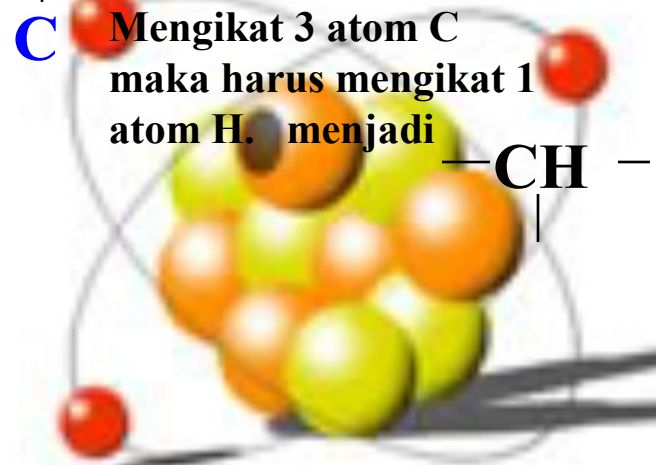 C Mengikat 3 atom C
maka harus mengikat 1
atom H. menjadi
—CH —
|